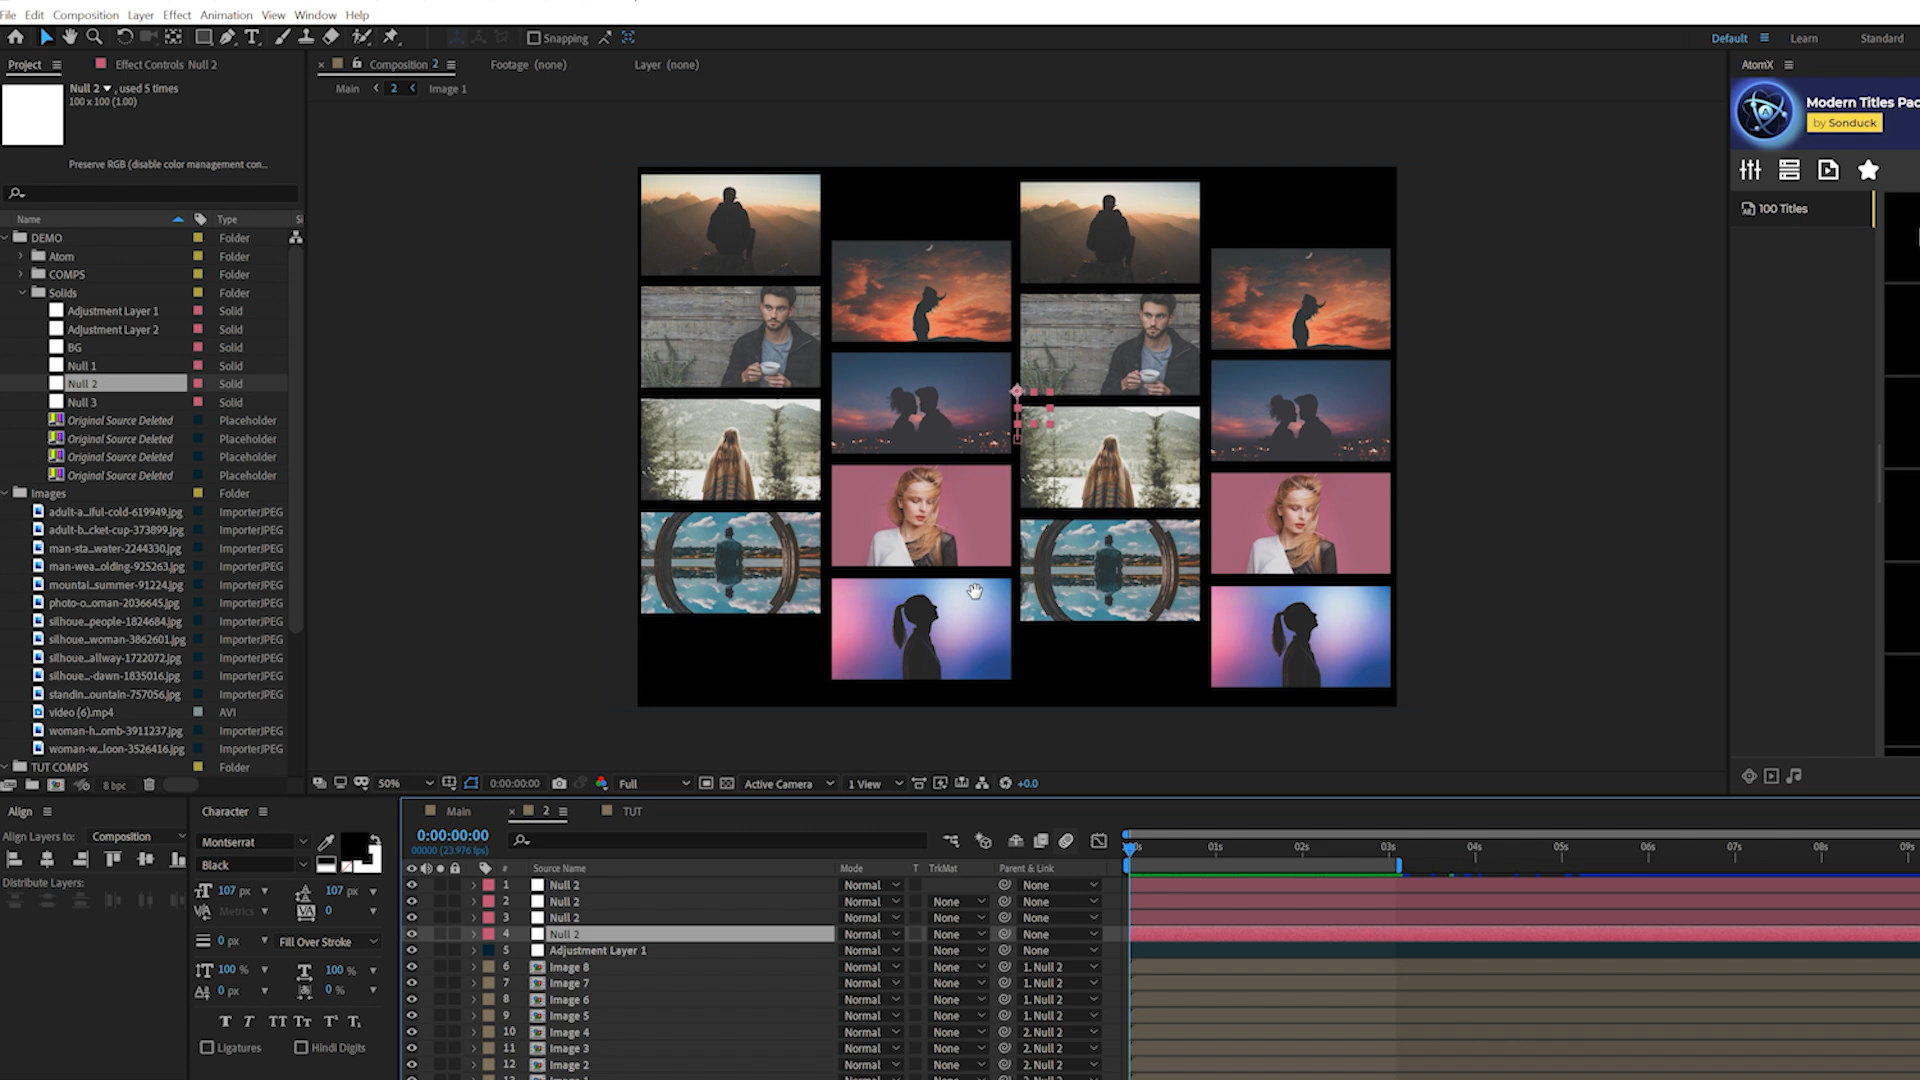 File Edit Composition Layer Effect Animation View Window Help
Snapping
Default Learn Standard
Project Effect Controls Null 2
Composition 2 Footage (none) Layer (none)
AtomX
Main 2 Image 1
Null 2 , used 5 times
100 x 100 (1.00)
Modern Titles Pac
by Sonduck
Preserve RGB (disable color management con...
100 Titles
Name Type Si
DEMO Folder
Atom Folder
COMPS Folder
Solids Folder
Adjustment Layer 1 Solid
Adjustment Layer 2 Solid
BG Solid
Null 1 Solid
Null 2 Solid
Null 3 Solid
Original Source Deleted Placeholder
Original Source Deleted Placeholder
Original Source Deleted Placeholder
Original Source Deleted Placeholder
Images Folder
adult-a...iful-cold-619949.jpg ImporterJPEG
adult-b...cket-cup-373899.jpg ImporterJPEG
man-sta...water-2244330.jpg ImporterJPEG
man-wea...olding-925263.jpg ImporterJPEG
mountai...summer-91224.jpg ImporterJPEG
photo-o...oman-2036645.jpg ImporterJPEG
silhoue...people-1824684.jpg ImporterJPEG
silhoue...woman-3862601.jpg ImporterJPEG
silhoue...allway-1722072.jpg ImporterJPEG
silhoue...-dawn-1835016.jpg ImporterJPEG
standin...ountain-757056.jpg ImporterJPEG
video (6).mp4 AVI
woman-h...omb-3911237.jpg ImporterJPEG
woman-w...loon-3526416.jpg ImporterJPEG
TUT COMPS Folder
8 bpc
50% 0:00:00:00 Full Active Camera 1 View +0.0
Align
Align Layers to: Composition
Distribute Layers:
Character
Montserrat
Black
107 px 107 px
Metrics 0
0 px Fill Over Stroke
100 % 100 %
0 px 0 %
T T TT Tt T¹ T₁
Ligatures Hindi Digits
Main 2 TUT
0:00:00:00
00000 (23.976 fps)
00s 01s 02s 03s 04s 05s 06s 07s 08s 09s
# Source Name Mode T TrkMat Parent & Link
1 Null 2 Normal None
2 Null 2 Normal None None
3 Null 2 Normal None None
4 Null 2 Normal None None
5 Adjustment Layer 1 Normal None None
6 Image 8 Normal None 1. Null 2
7 Image 7 Normal None 1. Null 2
8 Image 6 Normal None 1. Null 2
9 Image 5 Normal None 1. Null 2
10 Image 4 Normal None 2. Null 2
11 Image 3 Normal None 2. Null 2
12 Image 2 Normal None 2. Null 2